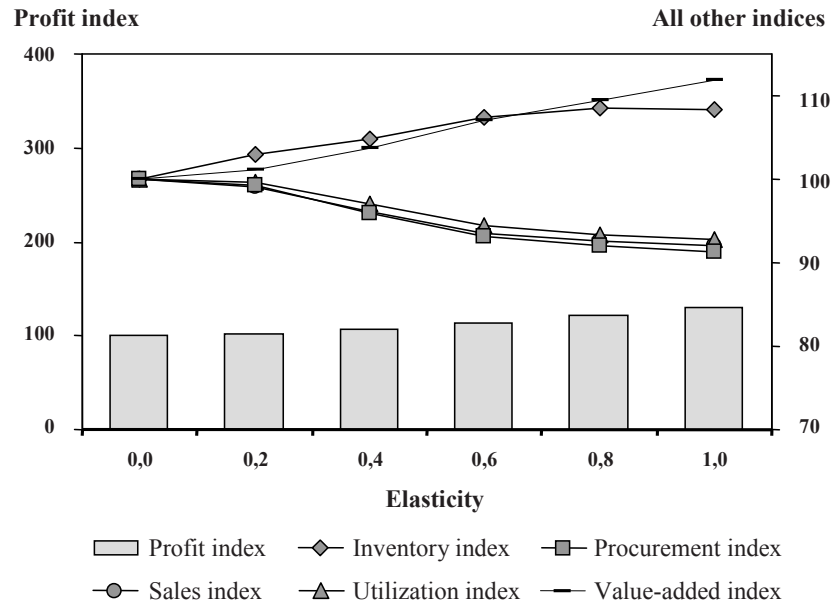 Profit index All other indices
400
300
200
100
0
110
100
90
80
70
0,0 0,2 0,4 0,6 0,8 1,0
Elasticity
Profit index Inventory index Procurement index
Sales index Utilization index Value-added index